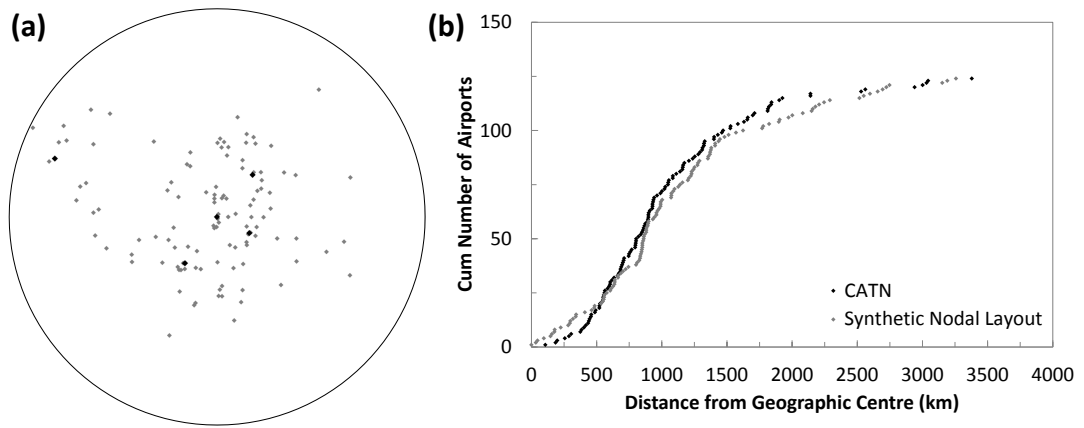 (a)
(b)
150
100
50
0
Cum Number of Airports
CATN
Synthetic Nodal Layout
0 500 1000 1500 2000 2500 3000 3500 4000
Distance from Geographic Centre (km)